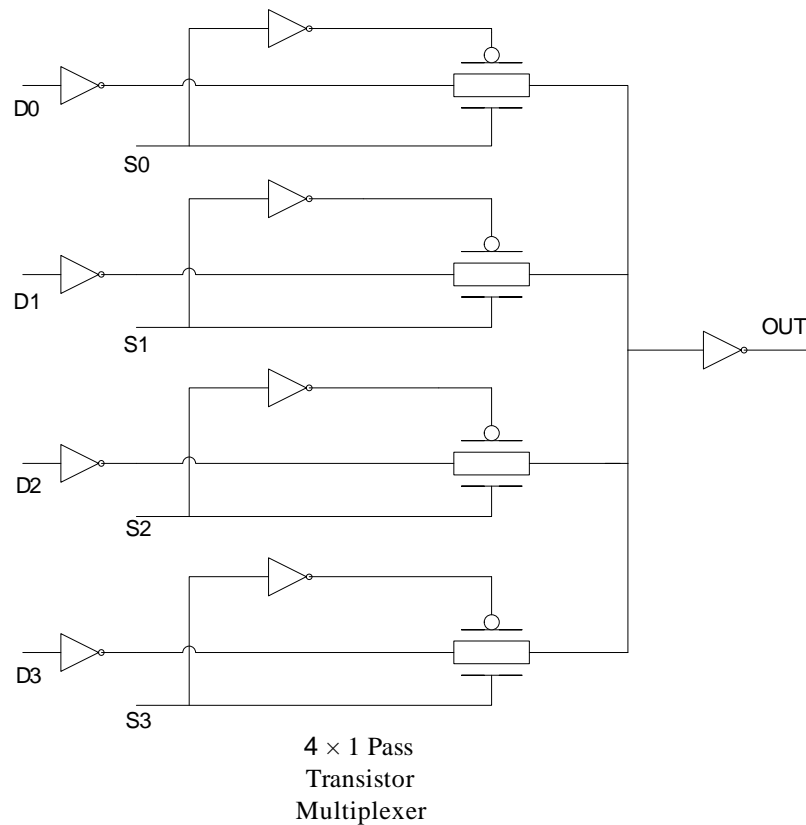 D0
S0
D1
S1
OUT
D2
S2
D3
S3
4 × 1 Pass
Transistor
Multiplexer